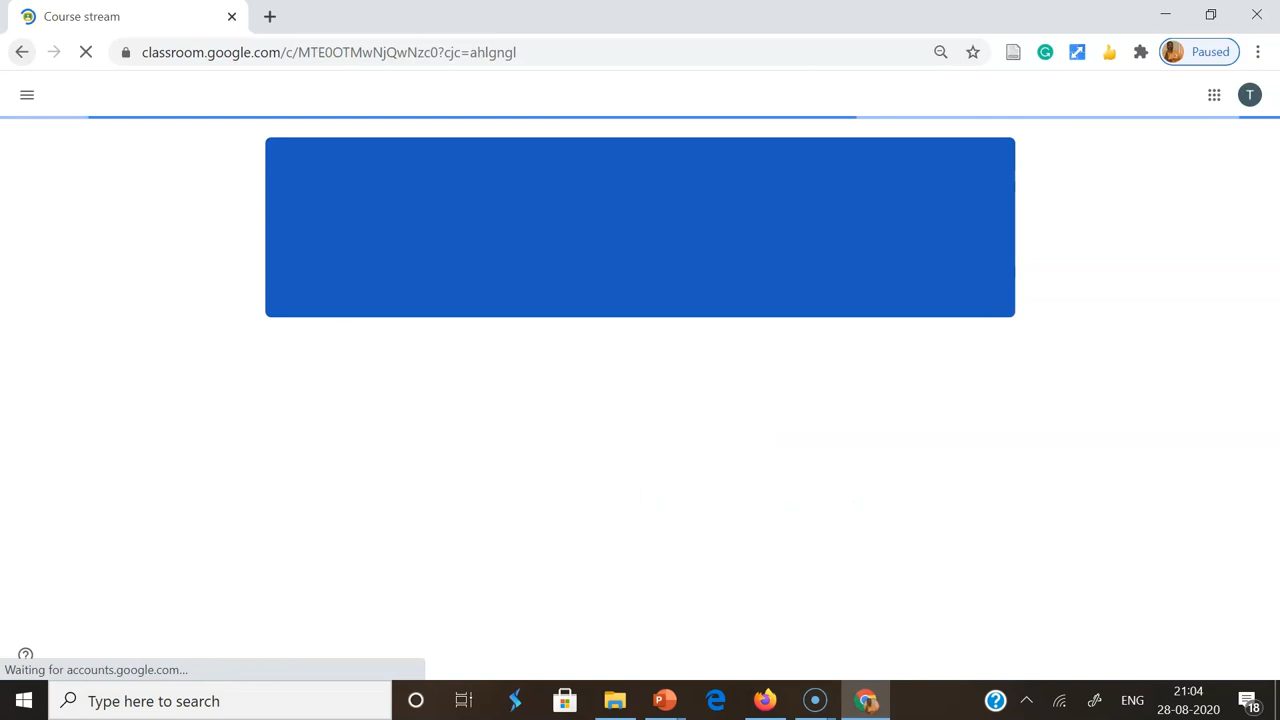 Course stream
classroom.google.com/c/MTE0OTMwNjQwNzc0?cjc=ahlgngl
Paused
T
Waiting for accounts.google.com...
Type here to search
ENG
21:04
28-08-2020
18